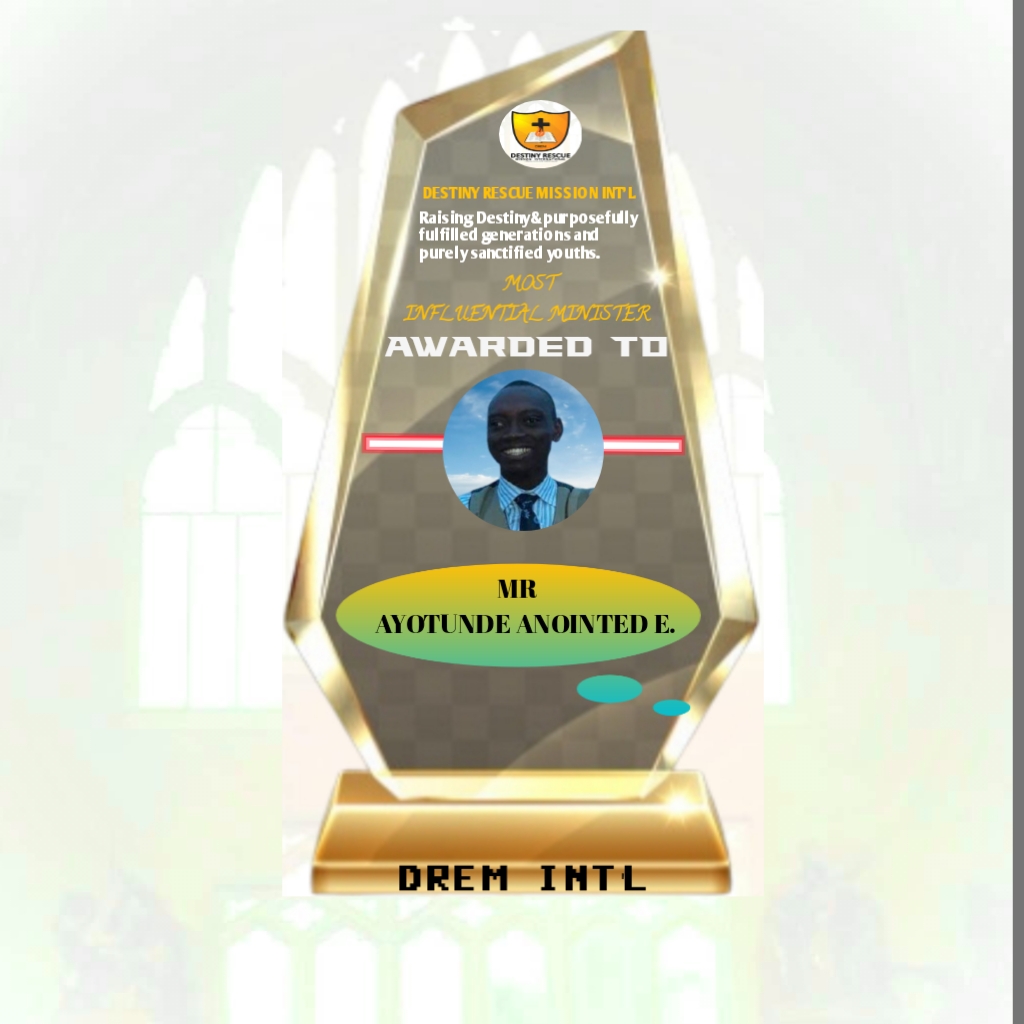 DESTINY RESCUE
DESTINY RESCUE MISSION INT'L
Raising Destiny&purposefully
fulfilled generations and
purely sanctified youths.
MOST
INFLUENTIAL MINISTER
AWARDED TO
MR
AYOTUNDE ANOINTED E.
DREM INT'L